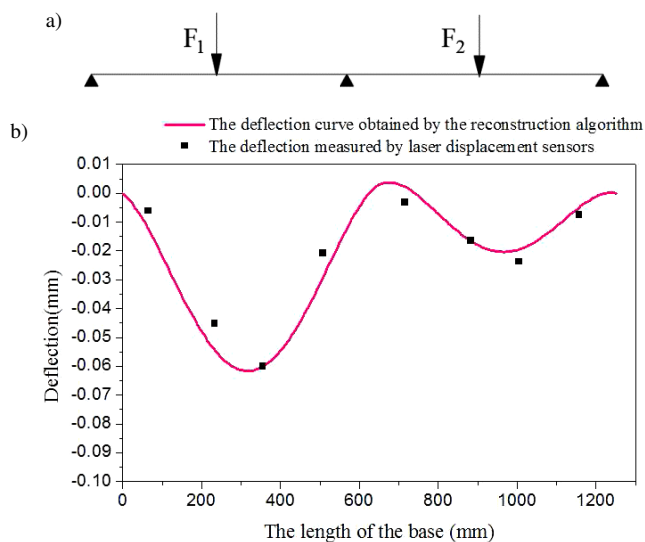 a)
F1
F2
b)
The deflection curve obtained by the reconstruction algorithm
The deflection measured by laser displacement sensors
0.01
0.00
-0.01
-0.02
-0.03
-0.04
-0.05
-0.06
-0.07
-0.08
-0.09
-0.10
Deflection(mm)
0 200 400 600 800 1000 1200
The length of the base (mm)